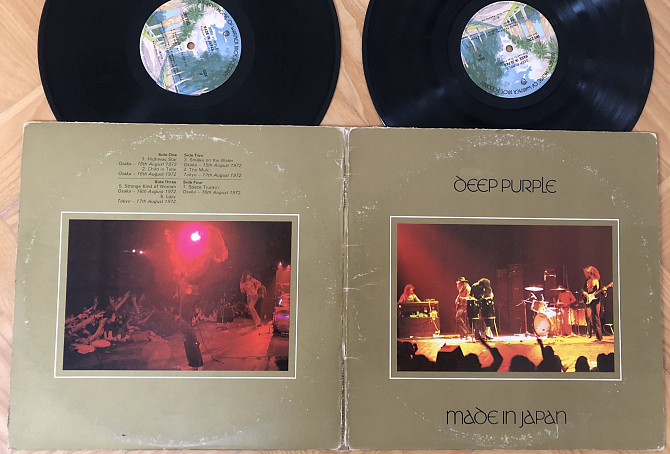 Side One
1. Highway Star
Osaka – 16th August 1972
2. Child in Time
Osaka – 16th August 1972
Side Two
3. Smoke on the Water
Osaka – 15th August 1972
4. The Mule
Tokyo – 17th August 1972
Side Three
5. Strange Kind of Woman
Osaka – 16th August 1972
6. Lazy
Tokyo – 17th August 1972
Side Four
7. Space Truckin'
Osaka – 16th August 1972
DEEP PURPLE
MADE IN JAPAN